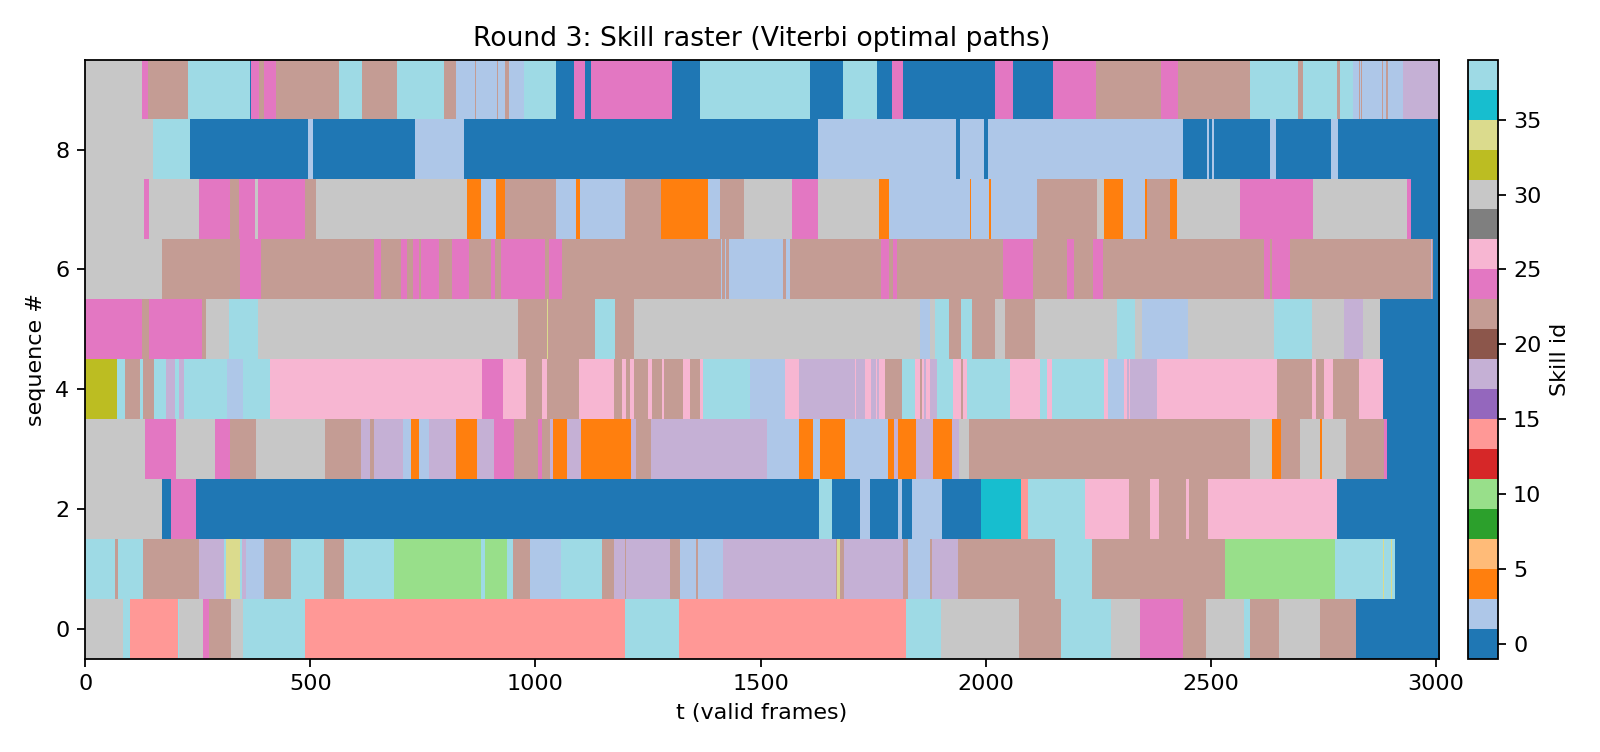 Round 3: Skill raster (Viterbi optimal paths)
sequence #
8
6
4
2
0
0 500 1000 1500 2000 2500 3000
t (valid frames)
35
30
25
20
15
10
5
0
Skill id